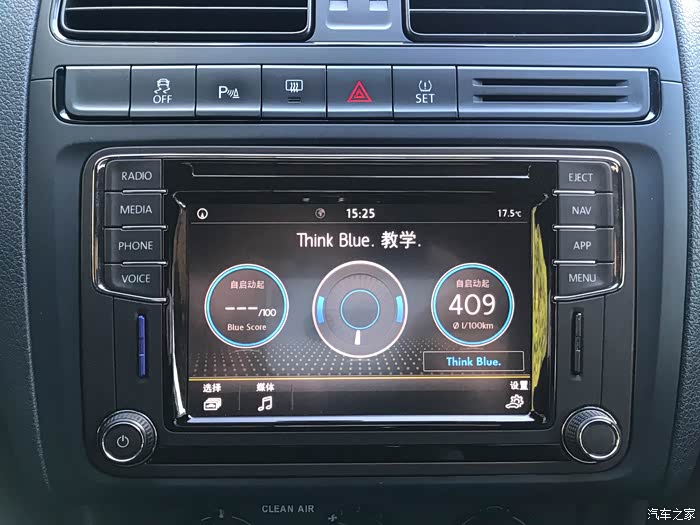 OFF
P
SET
RADIO
MEDIA
PHONE
VOICE
EJECT
NAV
APP
MENU
15:25
17.5℃
Think Blue. 教学.
自启动起
---/100
Blue Score
自启动起
409
Ø l/100km
Think Blue.
选择
媒体
设置
CLEAN AIR
汽车之家